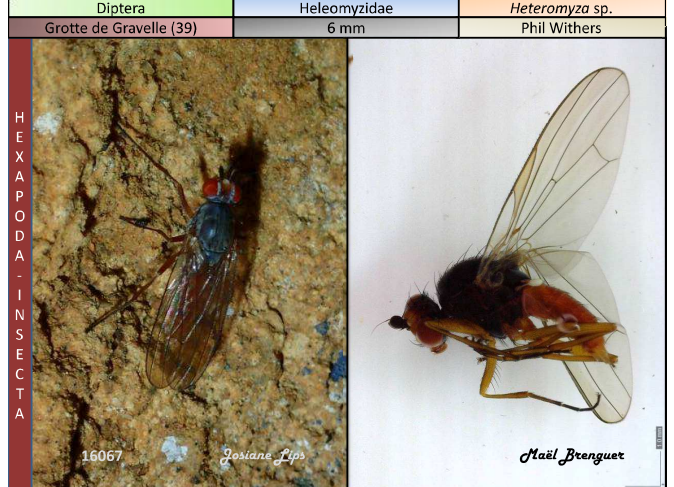 Diptera
Heleomyzidae
Heteromyza sp.
Grotte de Gravelle (39)
6 mm
Phil Withers
HEXAPODA-INSECTA
16067
Josiane Lips
Maël Brenguer